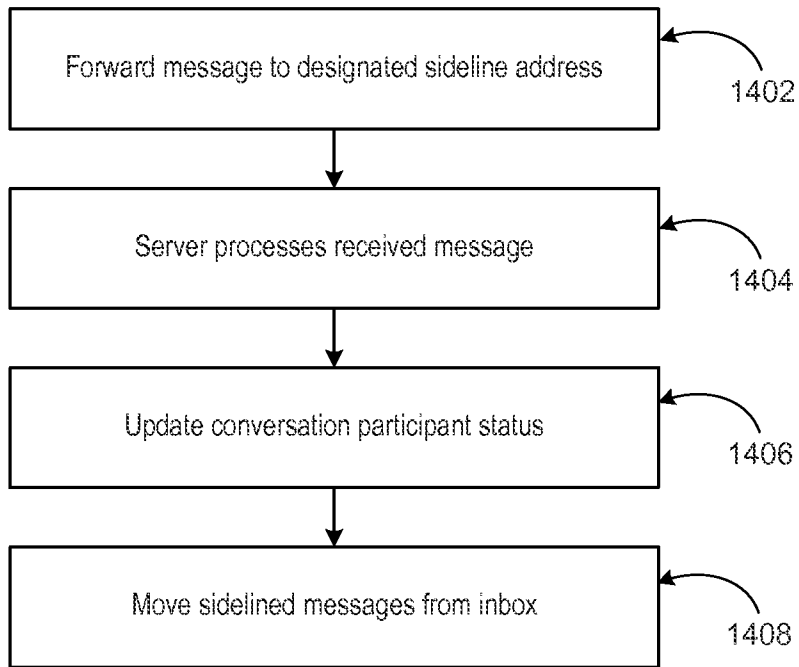 Forward message to designated sideline address
1402
Server processes received message
1404
Update conversation participant status
1406
Move sidelined messages from inbox
1408